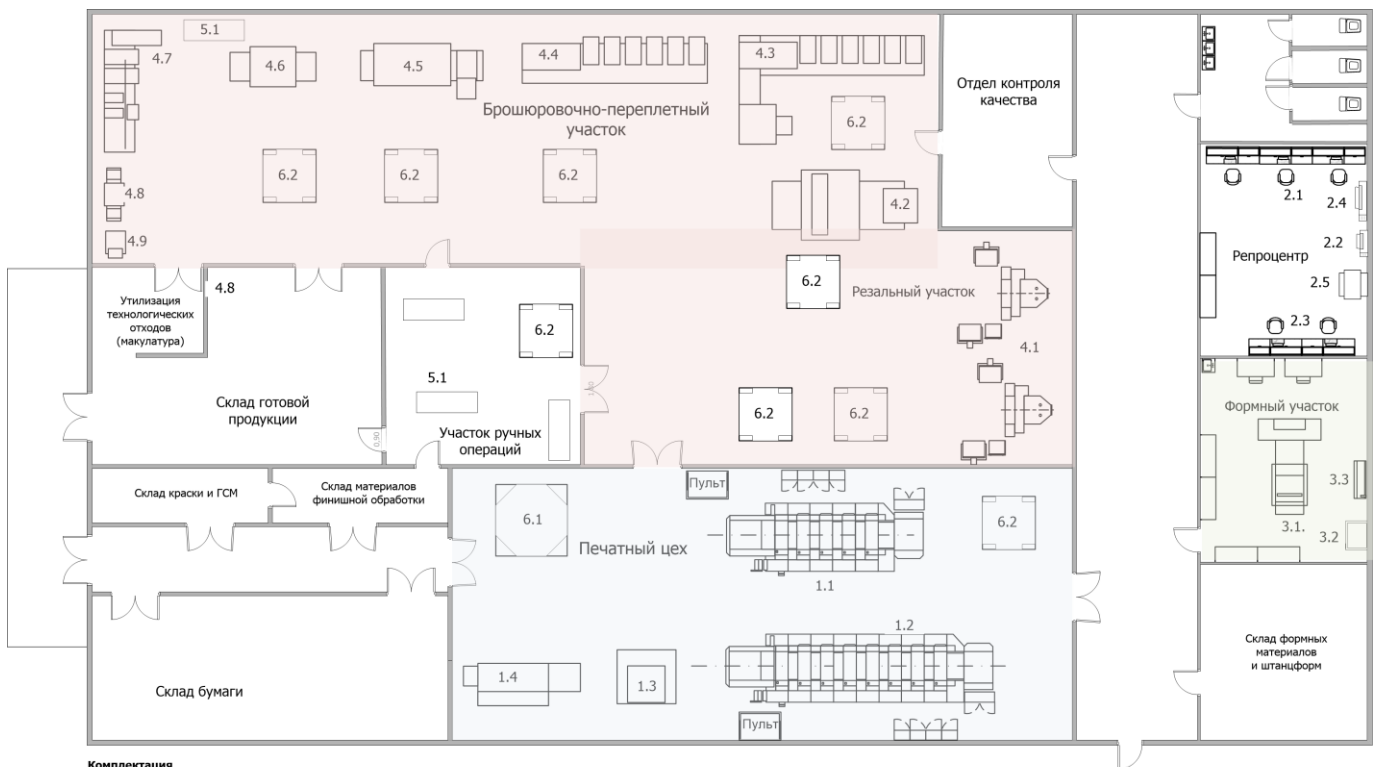 5.1
4.7
4.6
4.5
4.4
4.3
Брошюровочно-переплетный
участок
6.2
6.2
6.2
6.2
4.8
4.9
4.2
Отдел контроля
качества
2.1
2.4
2.2
Репроцентр
2.5
2.3
Утилизация
технологических
отходов
(макулатура)
4.8
Склад готовой
продукции
0,90
6.2
5.1
Участок ручных
операций
6.2
Резальный участок
4.1
6.2
6.2
Формный участок
3.3
3.1.
3.2
Склад краски и ГСМ
Склад материалов
финишной обработки
Пульт
6.1
Печатный цех
6.2
1.1
1.2
1.4
1.3
Пульт
Склад бумаги
Склад формных
материалов
и штанцформ
Комплектация